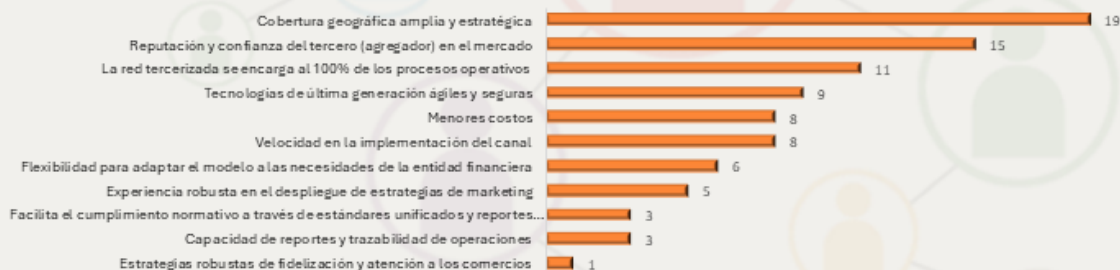 Cobertura geográfica amplia y estratégica 19
Reputación y confianza del tercero (agregador) en el mercado 15
La red tercerizada se encarga al 100% de los procesos operativos 11
Tecnologías de última generación ágiles y seguras 9
Menores costos 8
Velocidad en la implementación del canal 8
Flexibilidad para adaptar el modelo a las necesidades de la entidad financiera 6
Experiencia robusta en el despliegue de estrategias de marketing 5
Facilita el cumplimiento normativo a través de estándares unificados y reportes... 3
Capacidad de reportes y trazabilidad de operaciones 3
Estrategias robustas de fidelización y atención a los comercios 1